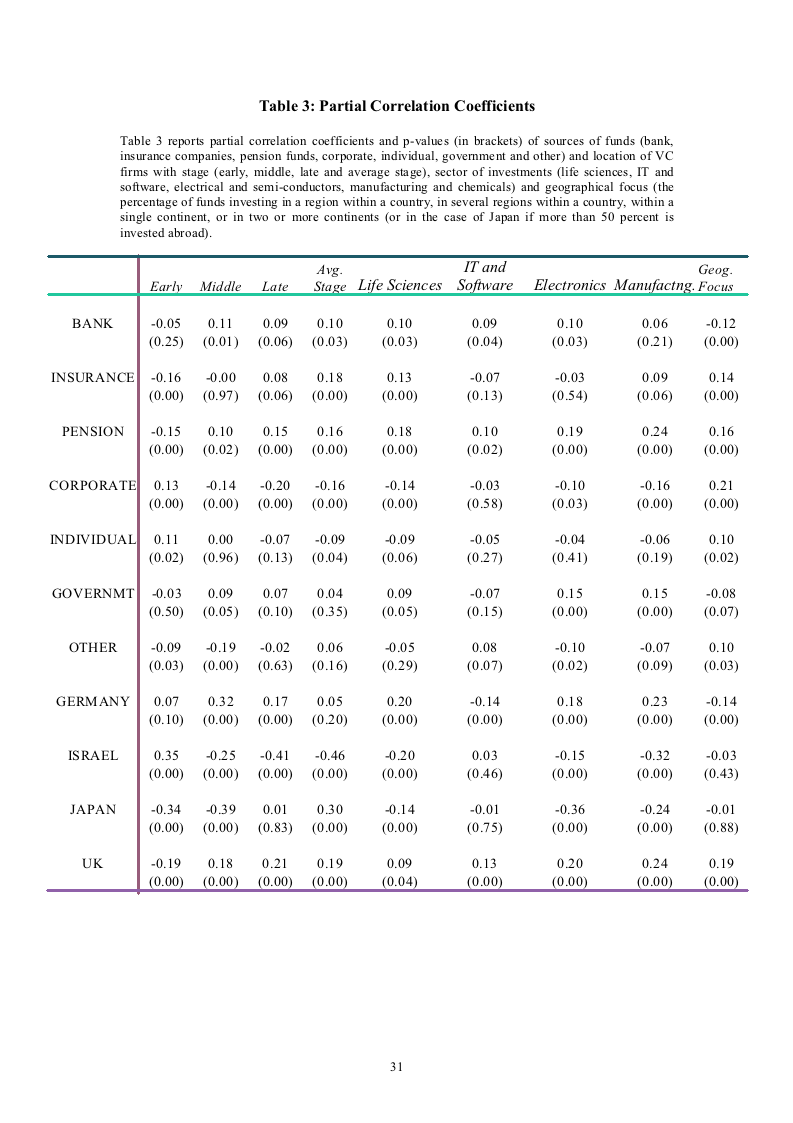 Table 3: Partial Correlation Coefficients
Table 3 reports partial correlation coefficients and p-values (in brackets) of sources of funds (bank,
insurance companies, pension funds, corporate, individual, government and other) and location of VC
firms with stage (early, middle, late and average stage), sector of investments (life sciences, IT and
software, electrical and semi-conductors, manufacturing and chemicals) and geographical focus (the
percentage of funds investing in a region within a country, in several regions within a country, within a
single continent, or in two or more continents (or in the case of Japan if more than 50 percent is
invested abroad).
Early Middle Late Avg. Stage Life Sciences IT and Software Electronics Manufactng. Geog. Focus
BANK -0.05 0.11 0.09 0.10 0.10 0.09 0.10 0.06 -0.12
(0.25) (0.01) (0.06) (0.03) (0.03) (0.04) (0.03) (0.21) (0.00)
INSURANCE -0.16 -0.00 0.08 0.18 0.13 -0.07 -0.03 0.09 0.14
(0.00) (0.97) (0.06) (0.00) (0.00) (0.13) (0.54) (0.06) (0.00)
PENSION -0.15 0.10 0.15 0.16 0.18 0.10 0.19 0.24 0.16
(0.00) (0.02) (0.00) (0.00) (0.00) (0.02) (0.00) (0.00) (0.00)
CORPORATE 0.13 -0.14 -0.20 -0.16 -0.14 -0.03 -0.10 -0.16 0.21
(0.00) (0.00) (0.00) (0.00) (0.00) (0.58) (0.03) (0.00) (0.00)
INDIVIDUAL 0.11 0.00 -0.07 -0.09 -0.09 -0.05 -0.04 -0.06 0.10
(0.02) (0.96) (0.13) (0.04) (0.06) (0.27) (0.41) (0.19) (0.02)
GOVERNMT -0.03 0.09 0.07 0.04 0.09 -0.07 0.15 0.15 -0.08
(0.50) (0.05) (0.10) (0.35) (0.05) (0.15) (0.00) (0.00) (0.07)
OTHER -0.09 -0.19 -0.02 0.06 -0.05 0.08 -0.10 -0.07 0.10
(0.03) (0.00) (0.63) (0.16) (0.29) (0.07) (0.02) (0.09) (0.03)
GERMANY 0.07 0.32 0.17 0.05 0.20 -0.14 0.18 0.23 -0.14
(0.10) (0.00) (0.00) (0.20) (0.00) (0.00) (0.00) (0.00) (0.00)
ISRAEL 0.35 -0.25 -0.41 -0.46 -0.20 0.03 -0.15 -0.32 -0.03
(0.00) (0.00) (0.00) (0.00) (0.00) (0.46) (0.00) (0.00) (0.43)
JAPAN -0.34 -0.39 0.01 0.30 -0.14 -0.01 -0.36 -0.24 -0.01
(0.00) (0.00) (0.83) (0.00) (0.00) (0.75) (0.00) (0.00) (0.88)
UK -0.19 0.18 0.21 0.19 0.09 0.13 0.20 0.24 0.19
(0.00) (0.00) (0.00) (0.00) (0.04) (0.00) (0.00) (0.00) (0.00)
31